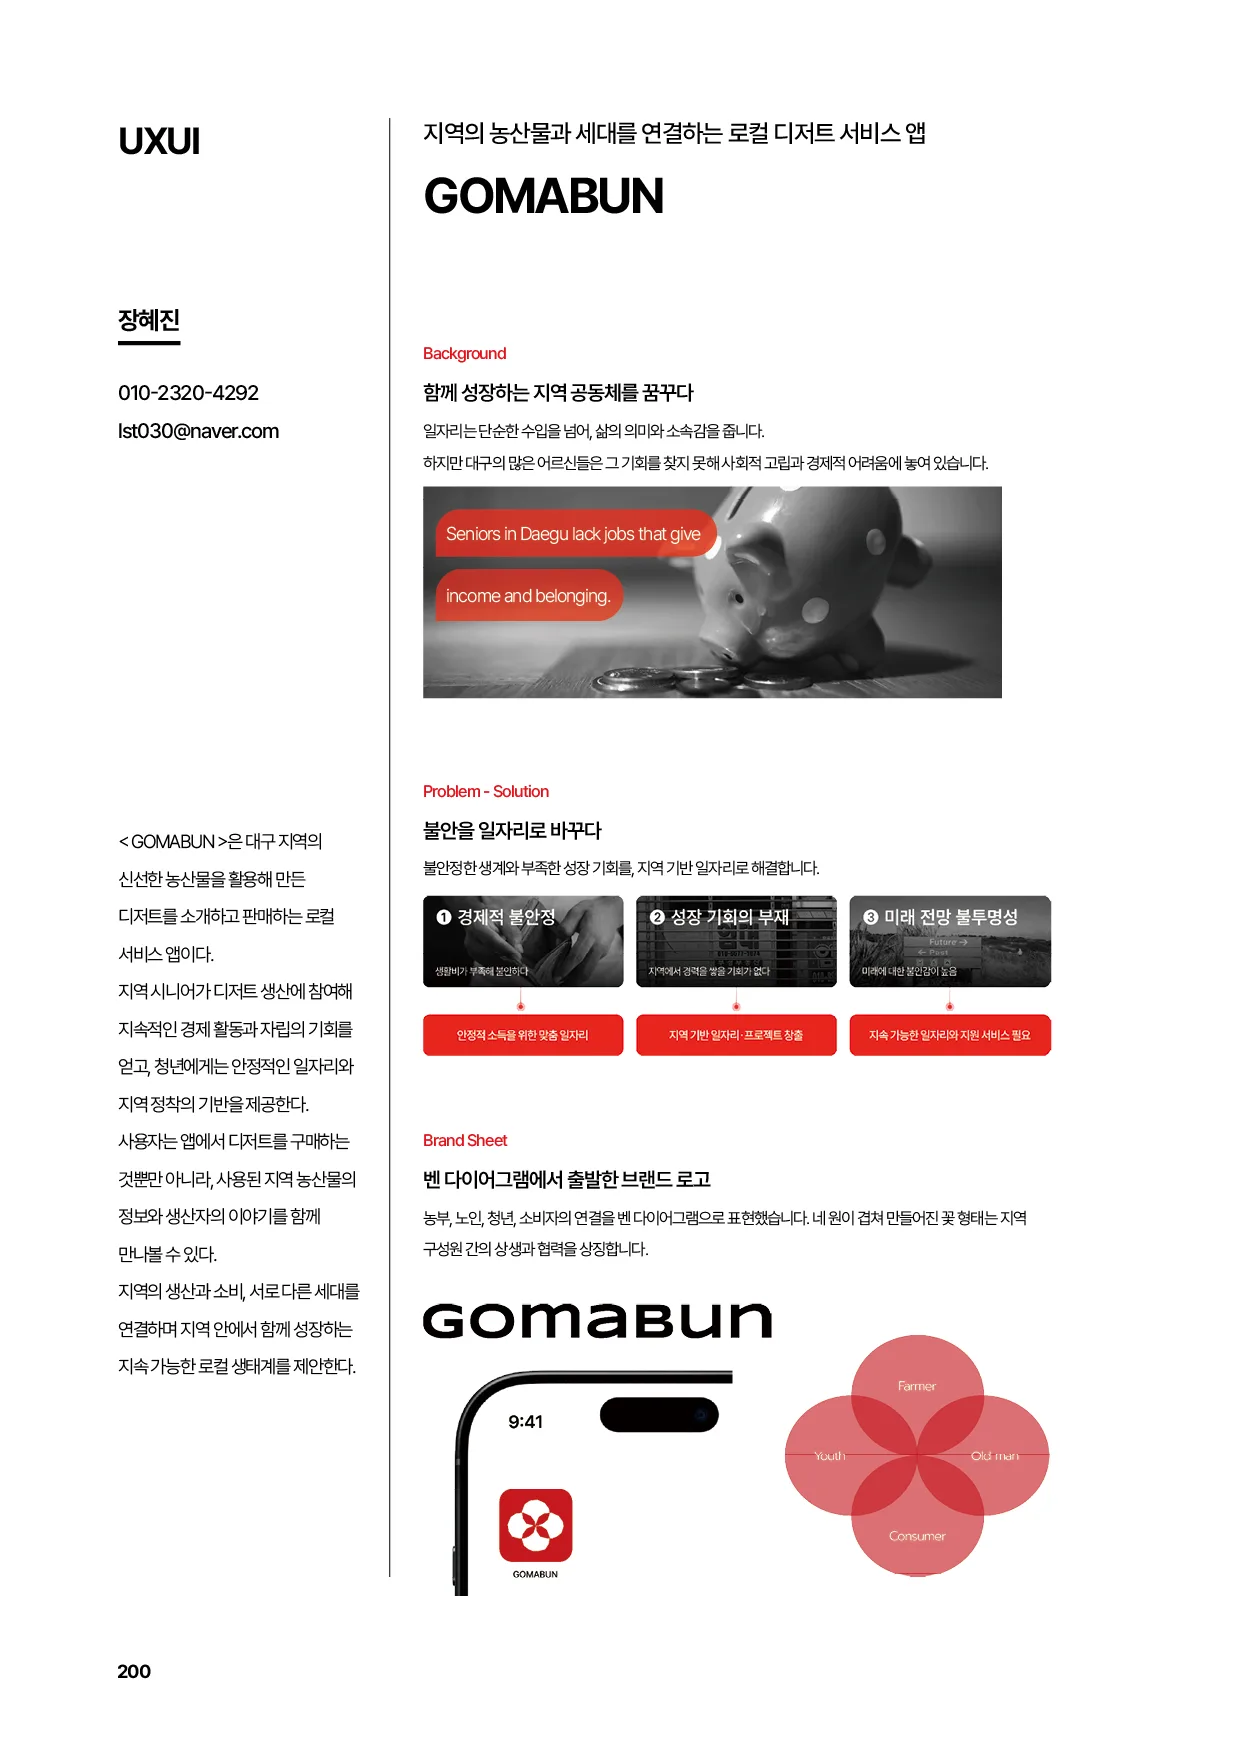 UXUI
지역의 농산물과 세대를 연결하는 로컬 디저트 서비스 앱
GOMABUN
장혜진
010-2320-4292
lst030@naver.com
< GOMABUN >은 대구 지역의
신선한 농산물을 활용해 만든
디저트를 소개하고 판매하는 로컬
서비스 앱이다.
지역 시니어가 디저트 생산에 참여해
지속적인 경제 활동과 자립의 기회를
얻고, 청년에게는 안정적인 일자리와
지역 정착의 기반을 제공한다.
사용자는 앱에서 디저트를 구매하는
것뿐만 아니라, 사용된 지역 농산물의
정보와 생산자의 이야기를 함께
만나볼 수 있다.
지역의 생산과 소비, 서로 다른 세대를
연결하며 지역 안에서 함께 성장하는
지속 가능한 로컬 생태계를 제안한다.
Background
함께 성장하는 지역 공동체를 꿈꾸다
일자리는 단순한 수입을 넘어, 삶의 의미와 소속감을 줍니다.
하지만 대구의 많은 어르신들은 그 기회를 찾지 못해 사회적 고립과 경제적 어려움에 놓여 있습니다.
Seniors in Daegu lack jobs that give
income and belonging.
Problem - Solution
불안을 일자리로 바꾸다
불안정한 생계와 부족한 성장 기회를, 지역 기반 일자리로 해결합니다.
❶ 경제적 불안정
생활비가 부족해 불안하다
안정적 소득을 위한 맞춤 일자리
❷ 성장 기회의 부재
지역에서 경력을 쌓을 기회가 없다
지역 기반 일자리·프로젝트 창출
❸ 미래 전망 불투명성
Future →
← Past
미래에 대한 불안감이 높음
지속 가능한 일자리와 지원 서비스 필요
Brand Sheet
벤 다이어그램에서 출발한 브랜드 로고
농부, 노인, 청년, 소비자의 연결을 벤 다이어그램으로 표현했습니다. 네 원이 겹쳐 만들어진 꽃 형태는 지역
구성원 간의 상생과 협력을 상징합니다.
GOmaBun
9:41
GOMABUN
Farmer
Youth
Old man
Consumer
200